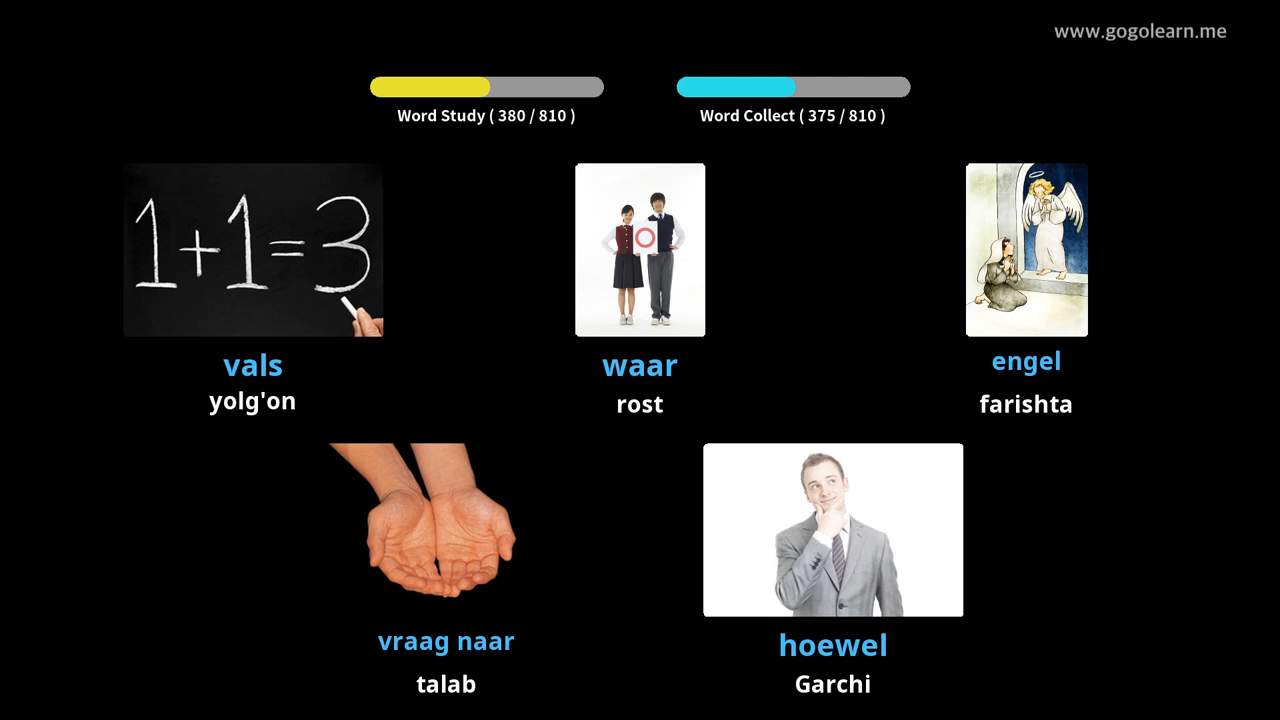 www.gogolearn.me
Word Study ( 380 / 810 )
Word Collect ( 375 / 810 )
1+1=3
vals
yolg'on
waar
rost
engel
farishta
vraag naar
talab
hoewel
Garchi